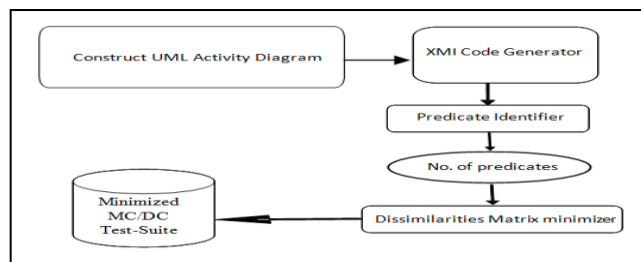 Construct UML Activity Diagram
XMI Code Generator
Predicate Identifier
No. of predicates
Minimized
MC/DC
Test-Suite
Dissimilarities Matrix minimizer